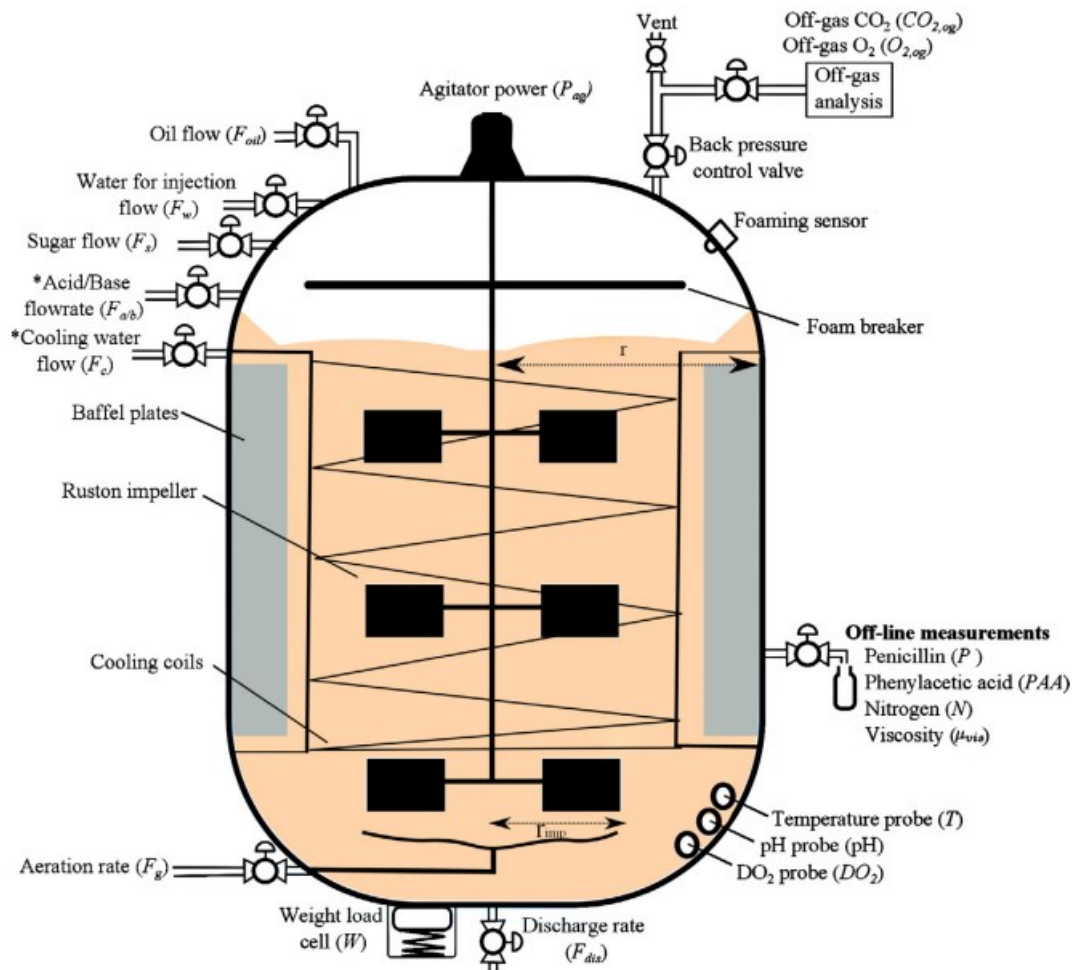 Vent
Off-gas CO₂ (CO₂,ₒg)
Off-gas O₂ (O₂,ₒg)
Off-gas
analysis
Agitator power (Pag)
Oil flow (Foil)
Back pressure
control valve
Water for injection
flow (Fw)
Foaming sensor
Sugar flow (Fs)
*Acid/Base
flowrate (Fa/b)
Foam breaker
*Cooling water
flow (Fc)
r
Baffel plates
Ruston impeller
Off-line measurements
Penicillin (P )
Phenylacetic acid (PAA)
Nitrogen (N)
Viscosity (μvis)
Cooling coils
Temperature probe (T)
rimp
pH probe (pH)
DO₂ probe (DO₂)
Aeration rate (Fg)
Weight load
cell (W)
Discharge rate
(Fdis)